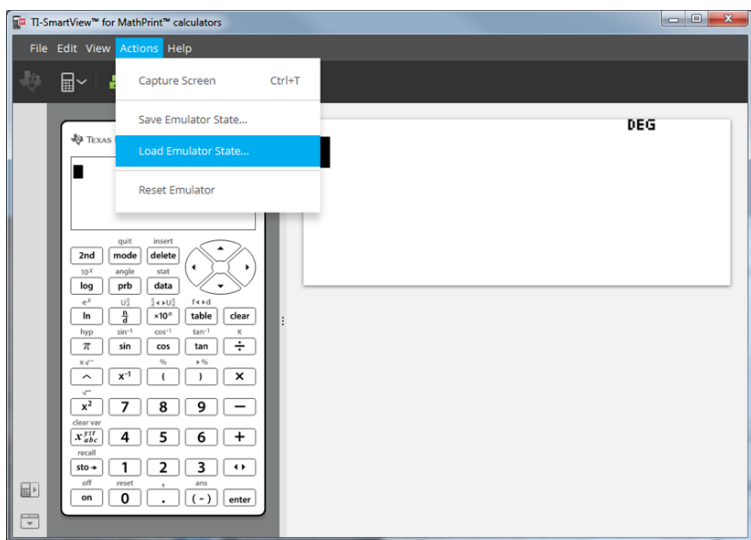 TI-SmartView™ for MathPrint™ calculators
File Edit View Actions Help
Capture Screen Ctrl+T
Save Emulator State...
Load Emulator State...
Reset Emulator
DEG
TEXAS
quit insert
2nd mode delete
10ˣ angle stat
log prb data
f◄►d
ln n/d ×10ⁿ table clear
hyp sin⁻¹ cos⁻¹ tan⁻¹ K
π sin cos tan ÷
ˣ√ % ►%
^ x⁻¹ ( ) ×
√
x² 7 8 9 −
clear var
x yzt abc 4 5 6 +
recall
sto→ 1 2 3 ◄►
off reset , ans
on 0 . (-) enter